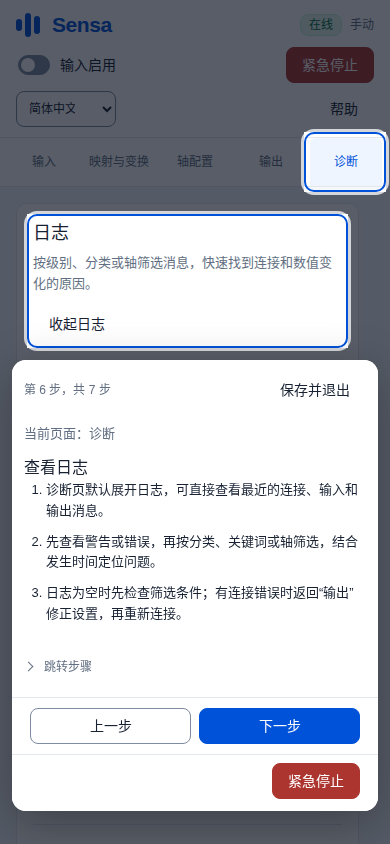 Sensa
在线
手动
输入启用
紧急停止
简体中文
帮助
输入
映射与变换
轴配置
输出
诊断
日志
按级别、分类或轴筛选消息，快速找到连接和数值变
化的原因。
收起日志
第 6 步，共 7 步
保存并退出
当前页面：诊断
查看日志
1. 诊断页默认展开日志，可直接查看最近的连接、输入和
输出消息。
2. 先查看警告或错误，再按分类、关键词或轴筛选，结合
发生时间定位问题。
3. 日志为空时先检查筛选条件；有连接错误时返回“输出”
修正设置，再重新连接。
跳转步骤
上一步
下一步
紧急停止